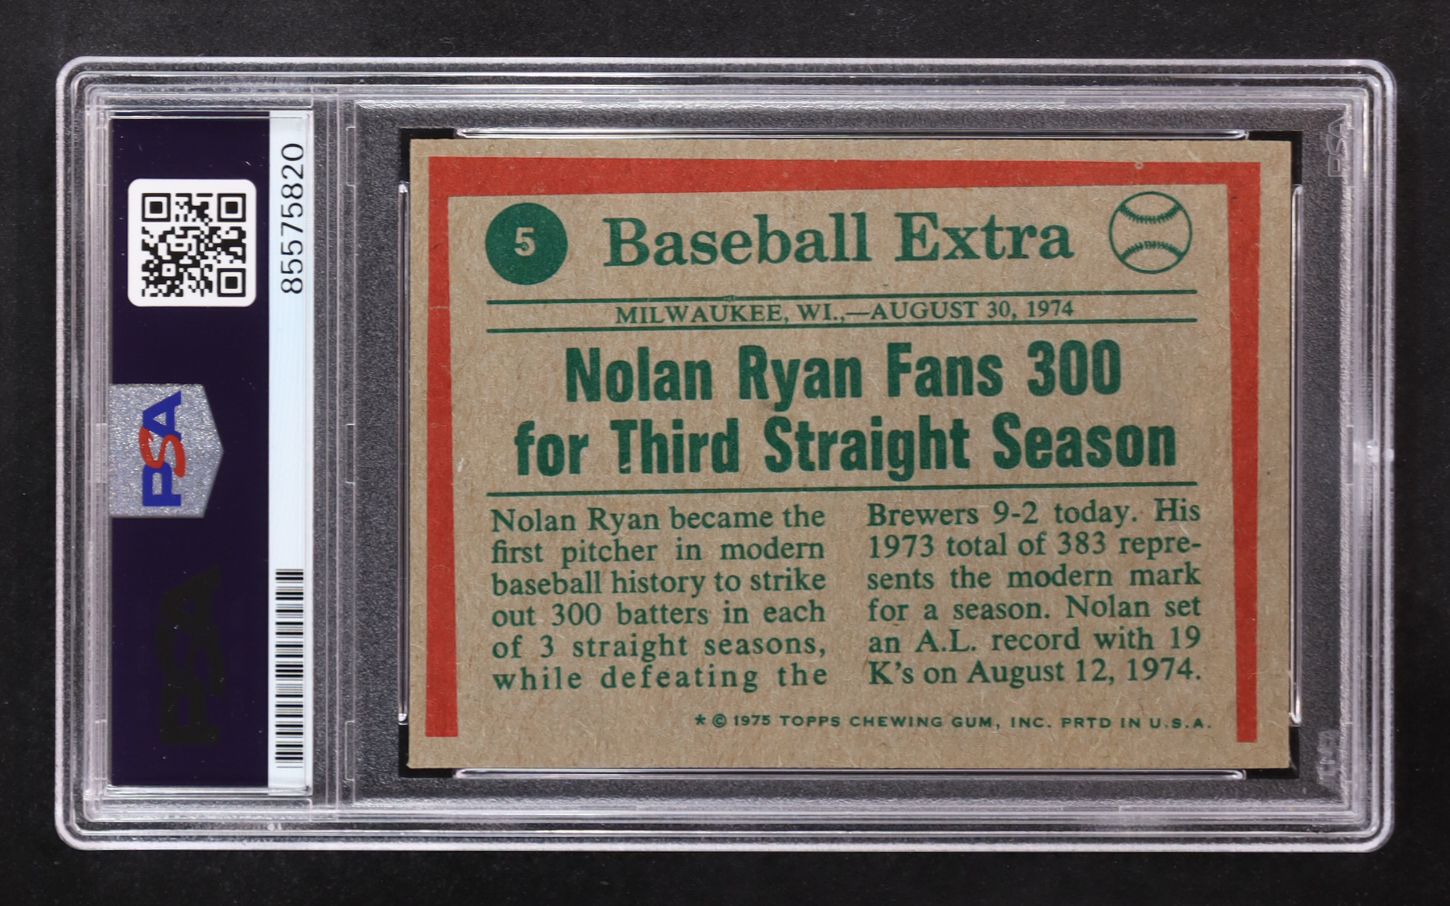 85575820
PSA
PSA
5
Baseball Extra
MILWAUKEE, WI.,—AUGUST 30, 1974
Nolan Ryan Fans 300
for Third Straight Season
Nolan Ryan became the
first pitcher in modern
baseball history to strike
out 300 batters in each
of 3 straight seasons,
while defeating the
Brewers 9-2 today. His
1973 total of 383 repre-
sents the modern mark
for a season. Nolan set
an A.L. record with 19
K's on August 12, 1974.
* © 1975 TOPPS CHEWING GUM, INC. PRTD IN U.S.A.
PSA